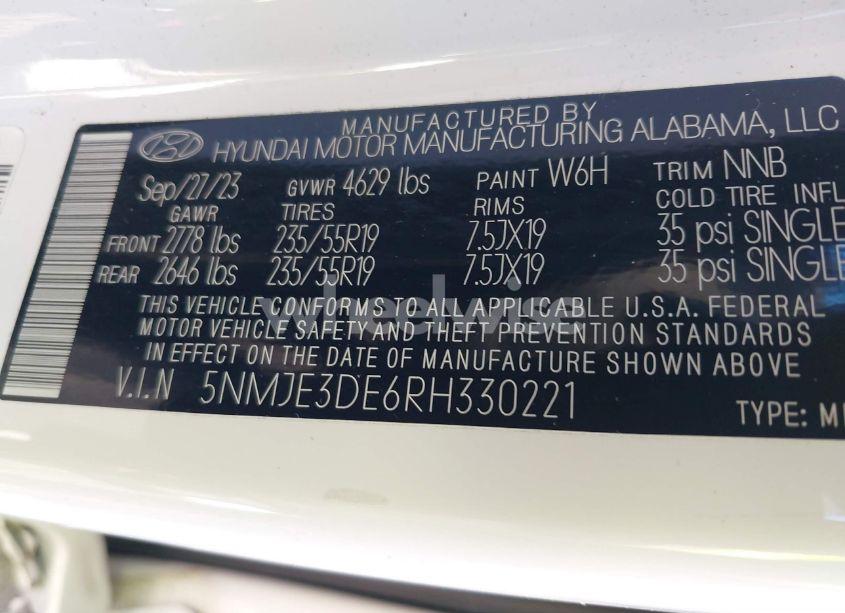 MANUFACTURED BY
HYUNDAI MOTOR MANUFACTURING ALABAMA, LLC
Sep/27/23 GVWR 4629 lbs PAINT W6H TRIM NNB
GAWR TIRES RIMS COLD TIRE INFL
FRONT 2778 lbs 235/55R19 7.5JX19 35 psi SINGLE
REAR 2646 lbs 235/55R19 7.5JX19 35 psi SINGLE
THIS VEHICLE CONFORMS TO ALL APPLICABLE U.S.A. FEDERAL
MOTOR VEHICLE SAFETY AND THEFT PREVENTION STANDARDS
IN EFFECT ON THE DATE OF MANUFACTURE SHOWN ABOVE
V.I.N 5NMJE3DE6RH330221
TYPE: M
wheelwise